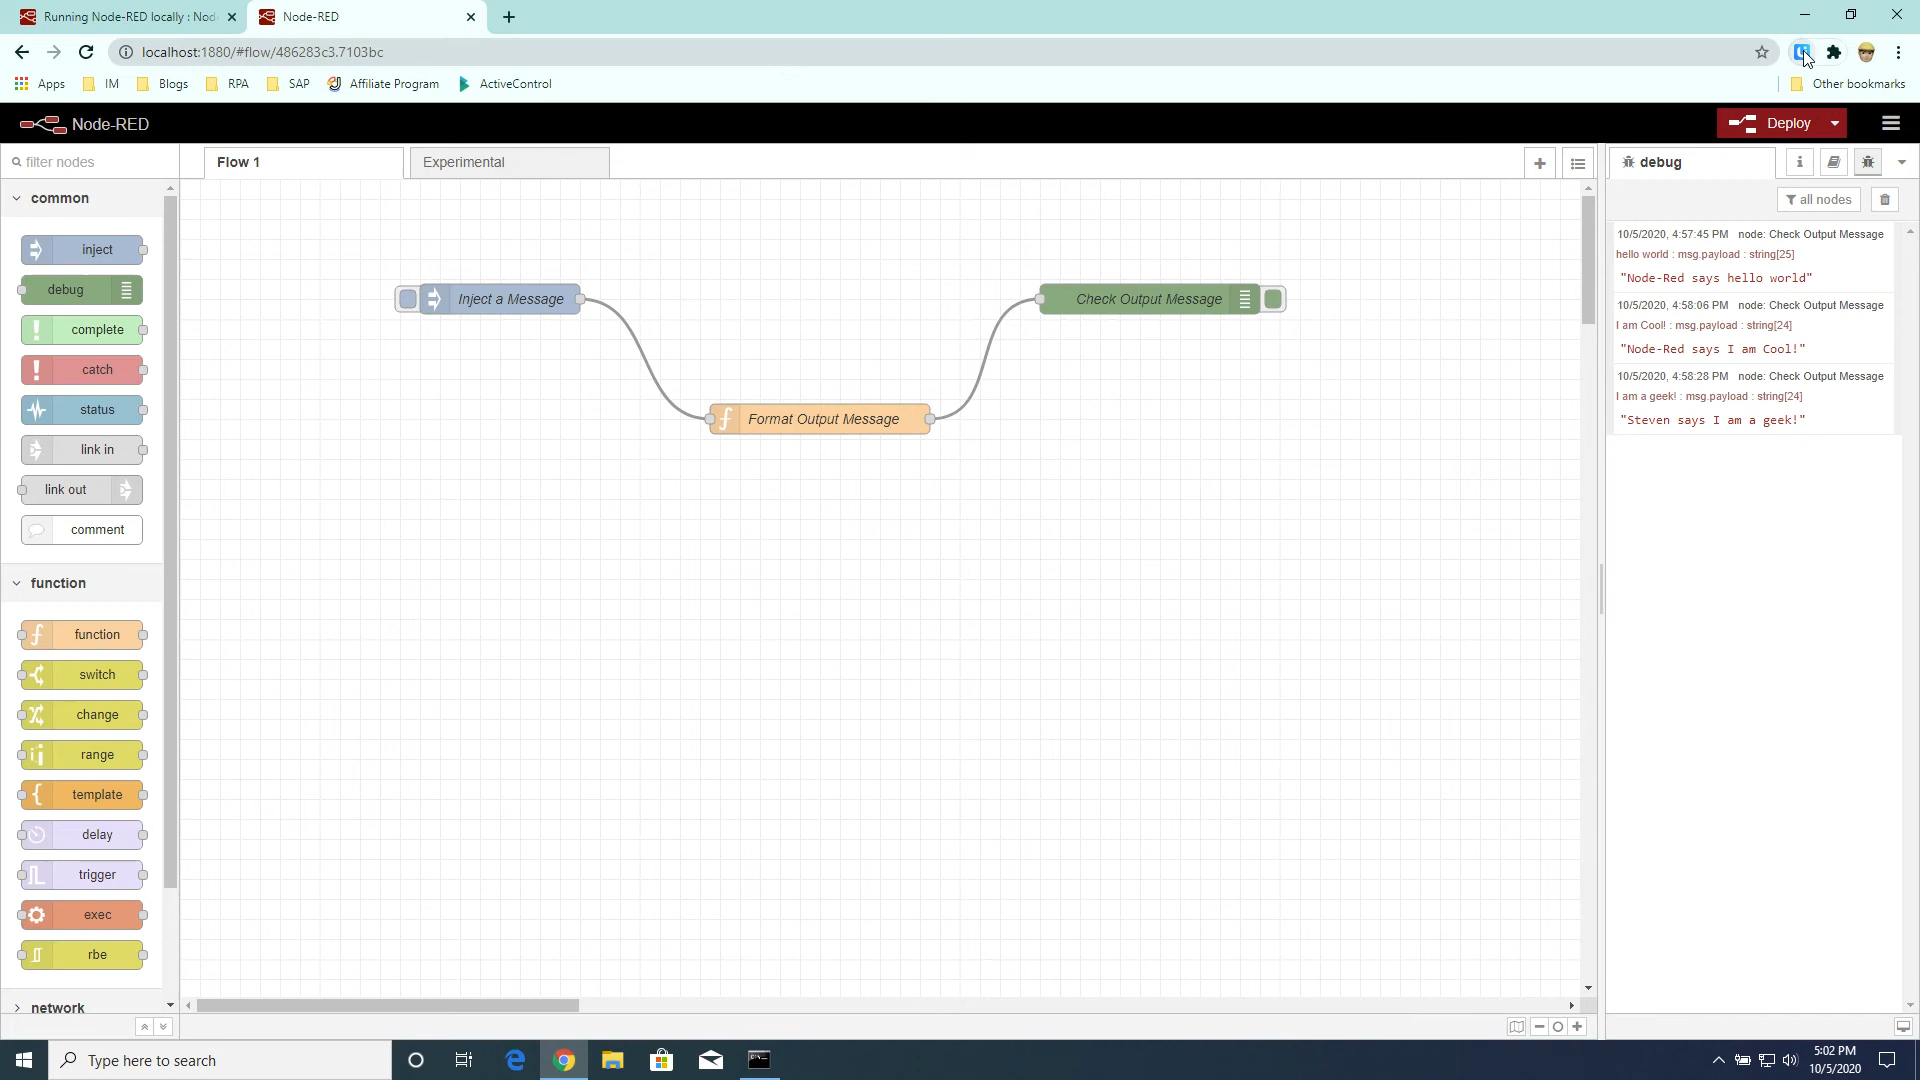 Running Node-RED locally : Node
Node-RED
localhost:1880/#flow/486283c3.7103bc
Apps IM Blogs RPA SAP Affiliate Program ActiveControl Other bookmarks
Node-RED
Deploy
filter nodes
Flow 1
Experimental
debug
all nodes
common
inject
debug
complete
catch
status
link in
link out
comment
function
function
switch
change
range
template
delay
trigger
exec
rbe
network
Inject a Message
Format Output Message
Check Output Message
10/5/2020, 4:57:45 PM node: Check Output Message
hello world : msg.payload : string[25]
"Node-Red says hello world"
10/5/2020, 4:58:06 PM node: Check Output Message
I am Cool! : msg.payload : string[24]
"Node-Red says I am Cool!"
10/5/2020, 4:58:28 PM node: Check Output Message
I am a geek! : msg.payload : string[24]
"Steven says I am a geek!"
Type here to search
5:02 PM
10/5/2020